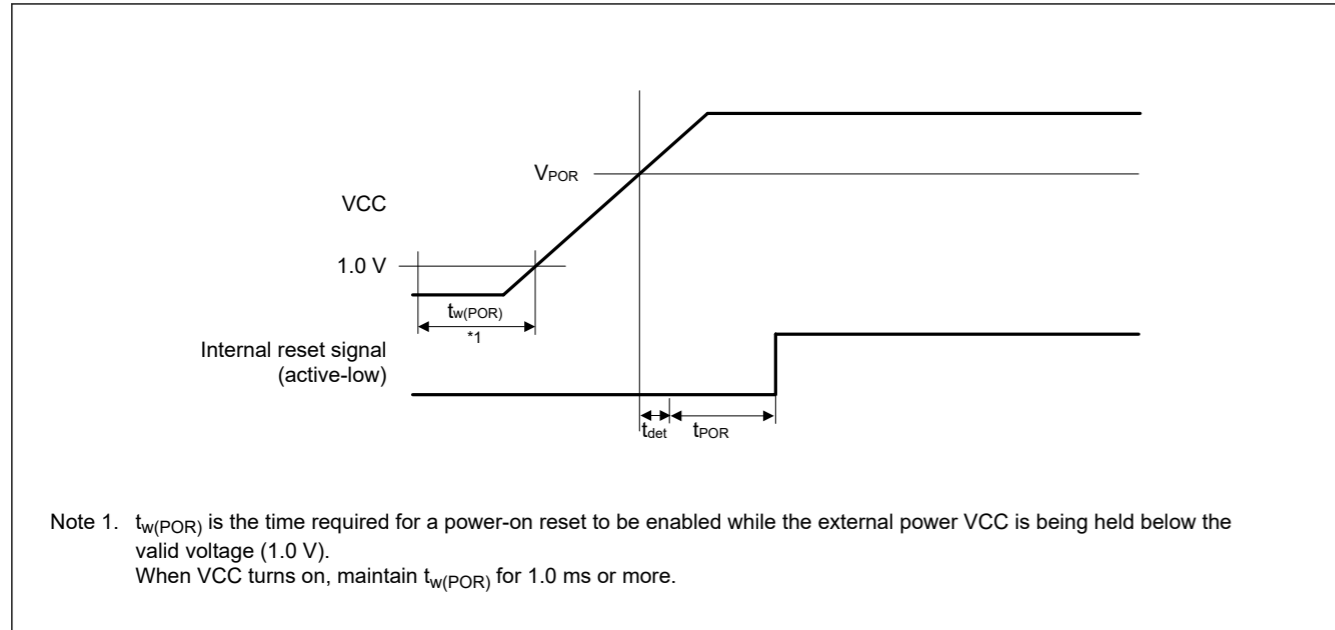 VPOR
VCC
1.0 V
tw(POR)
*1
Internal reset signal
(active-low)
tdet
tPOR
Note 1. tw(POR) is the time required for a power-on reset to be enabled while the external power VCC is being held below the
valid voltage (1.0 V).
When VCC turns on, maintain tw(POR) for 1.0 ms or more.